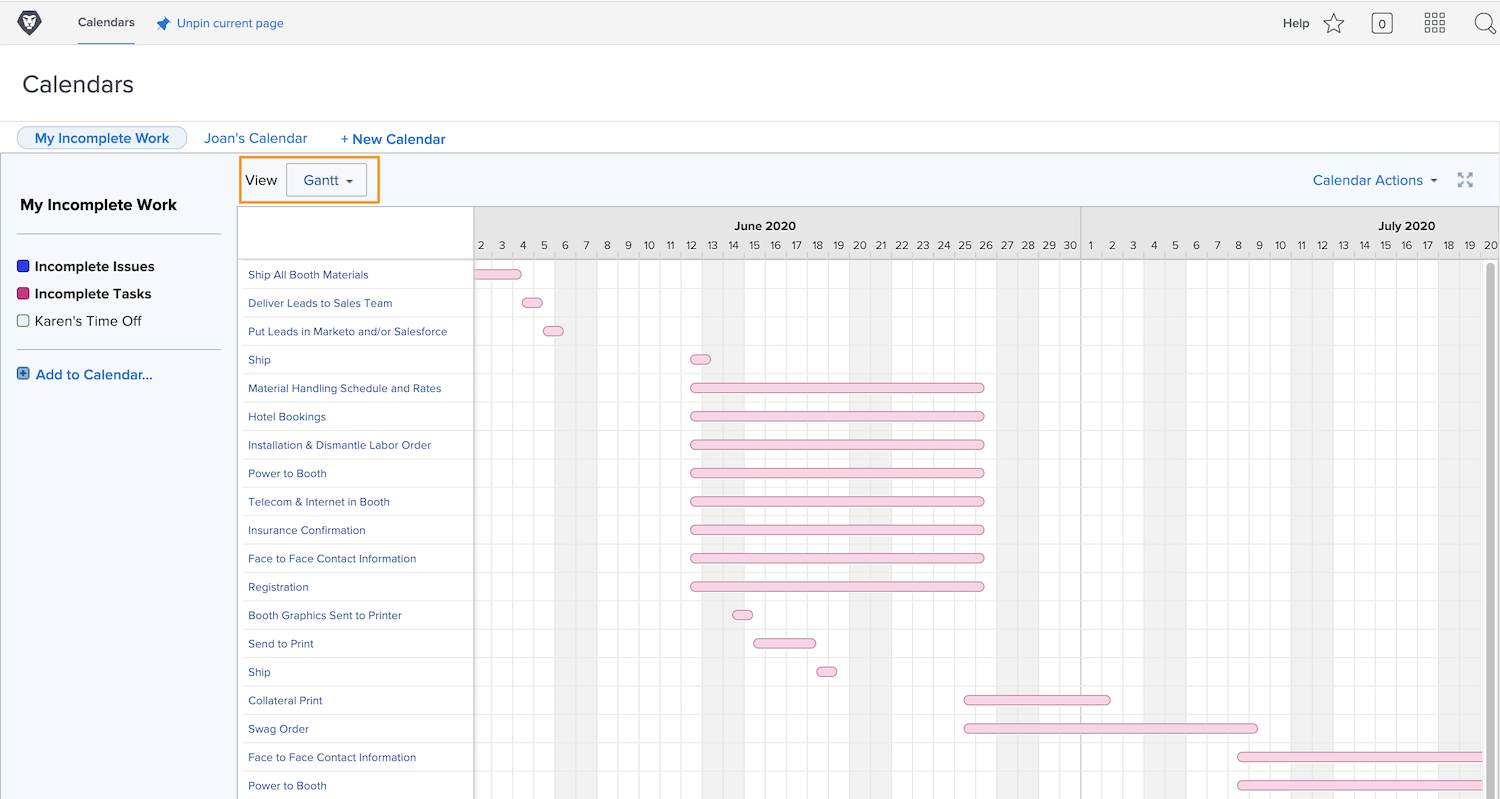 Calendars Unpin current page Help 0
Calendars
My Incomplete Work Joan's Calendar + New Calendar
View Gantt Calendar Actions
My Incomplete Work
Incomplete Issues
Incomplete Tasks
Karen's Time Off
Add to Calendar...
June 2020 July 2020
2 3 4 5 6 7 8 9 10 11 12 13 14 15 16 17 18 19 20 21 22 23 24 25 26 27 28 29 30 1 2 3 4 5 6 7 8 9 10 11 12 13 14 15 16 17 18 19 20
Ship All Booth Materials
Deliver Leads to Sales Team
Put Leads in Marketo and/or Salesforce
Ship
Material Handling Schedule and Rates
Hotel Bookings
Installation & Dismantle Labor Order
Power to Booth
Telecom & Internet in Booth
Insurance Confirmation
Face to Face Contact Information
Registration
Booth Graphics Sent to Printer
Send to Print
Ship
Collateral Print
Swag Order
Face to Face Contact Information
Power to Booth